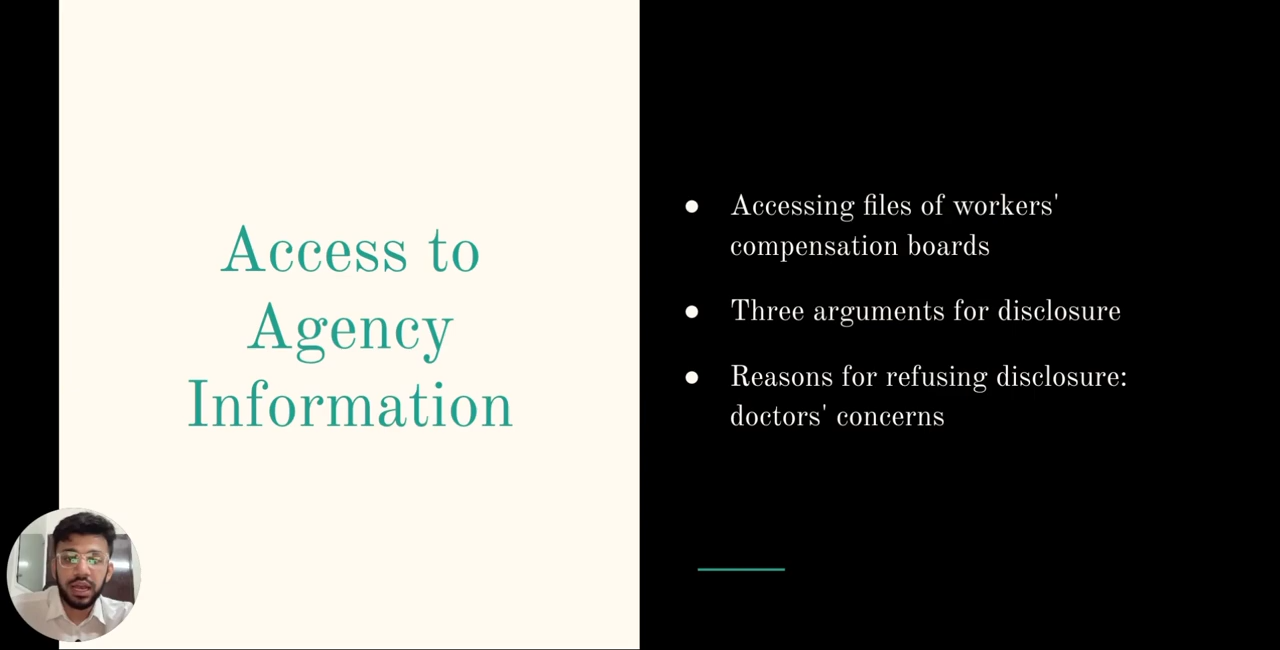 Access to
Agency
Information
● Accessing files of workers'
compensation boards
● Three arguments for disclosure
● Reasons for refusing disclosure:
doctors' concerns